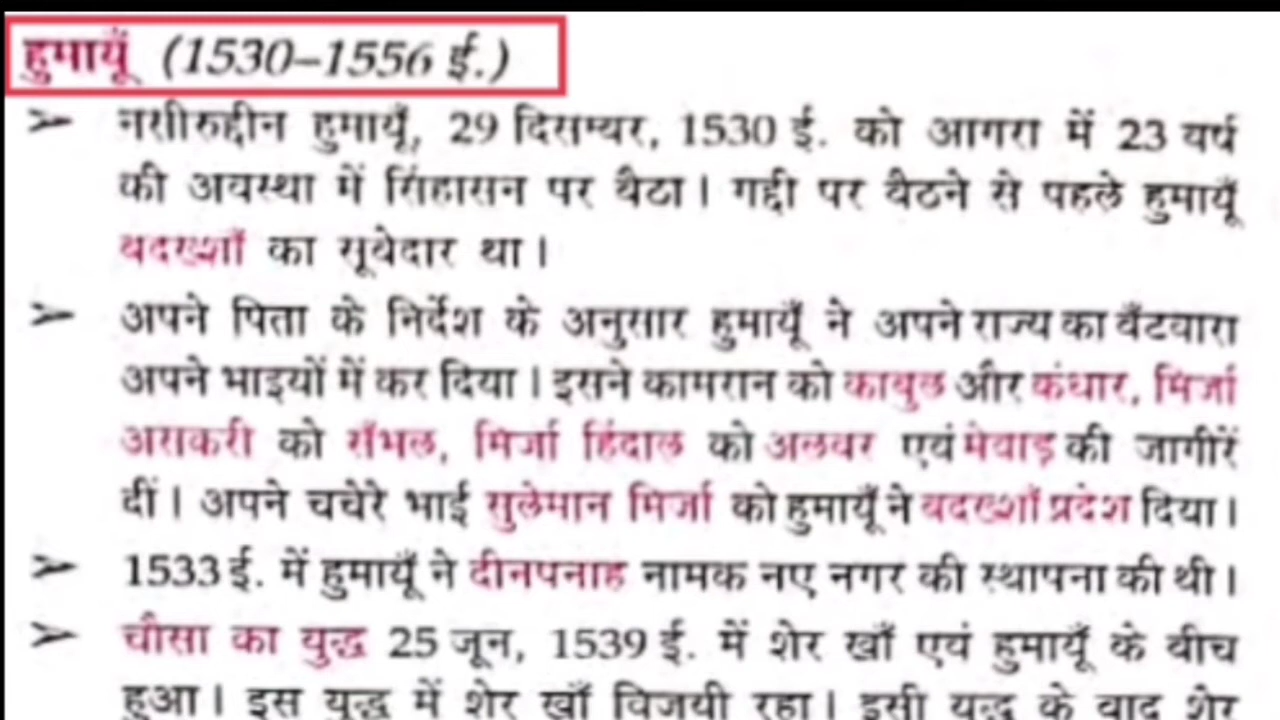 हुमायूँ (1530–1556 ई.)
➢ नसीरुद्दीन हुमायूँ, 29 दिसम्बर, 1530 ई. को आगरा में 23 वर्ष
की अवस्था में सिंहासन पर बैठा। गद्दी पर बैठने से पहले हुमायूँ
बदख्शाँ का सूबेदार था।
➢ अपने पिता के निर्देश के अनुसार हुमायूँ ने अपने राज्य का बँटवारा
अपने भाइयों में कर दिया। इसने कामरान को काबुल और कंधार, मिर्जा
असकरी को सँभल, मिर्जा हिंदाल को अलवर एवं मेवाड़ की जागीरें
दीं। अपने चचेरे भाई सुलेमान मिर्जा को हुमायूँ ने बदख्शाँ प्रदेश दिया।
➢ 1533 ई. में हुमायूँ ने दीनपनाह नामक नए नगर की स्थापना की थी।
➢ चौसा का युद्ध 25 जून, 1539 ई. में शेर खाँ एवं हुमायूँ के बीच
हुआ। इस युद्ध में शेर खाँ विजयी रहा। इसी युद्ध के बाद शेर